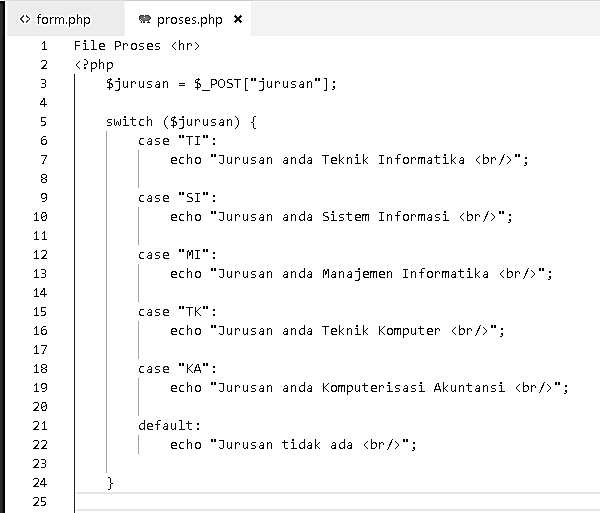 form.php proses.php
1 File Proses <hr>
2 <?php
3 $jurusan = $_POST["jurusan"];
4
5 switch ($jurusan) {
6 case "TI":
7 echo "Jurusan anda Teknik Informatika <br/>";
8
9 case "SI":
10 echo "Jurusan anda Sistem Informasi <br/>";
11
12 case "MI":
13 echo "Jurusan anda Manajemen Informatika <br/>";
14
15 case "TK":
16 echo "Jurusan anda Teknik Komputer <br/>";
17
18 case "KA":
19 echo "Jurusan anda Komputerisasi Akuntansi <br/>";
20
21 default:
22 echo "Jurusan tidak ada <br/>";
23
24 }
25